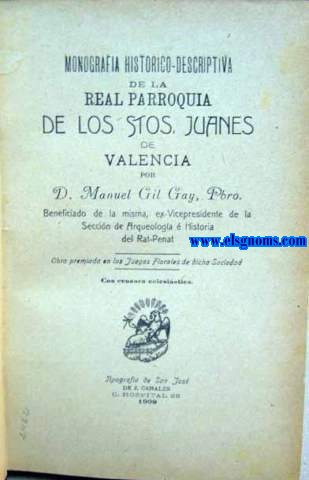 MONOGRAFIA HISTORICO-DESCRIPTIVA
DE LA
REAL PARROQUIA
DE LOS STOS. JUANES
DE
VALENCIA
POR
D. Manuel Gil Gay, Pbro.
Beneficiado de la misma, ex-Vicepresidente de la
Sección de Arqueología é Historia
del Rat-Penat
www.elsgnoms.com
Obra premiada en los Juegos Florales de dicha Sociedad
Con censura eclesiástica.
Tipografía de San José
DE J. CANALES
C. HOSPITAL 28
1909